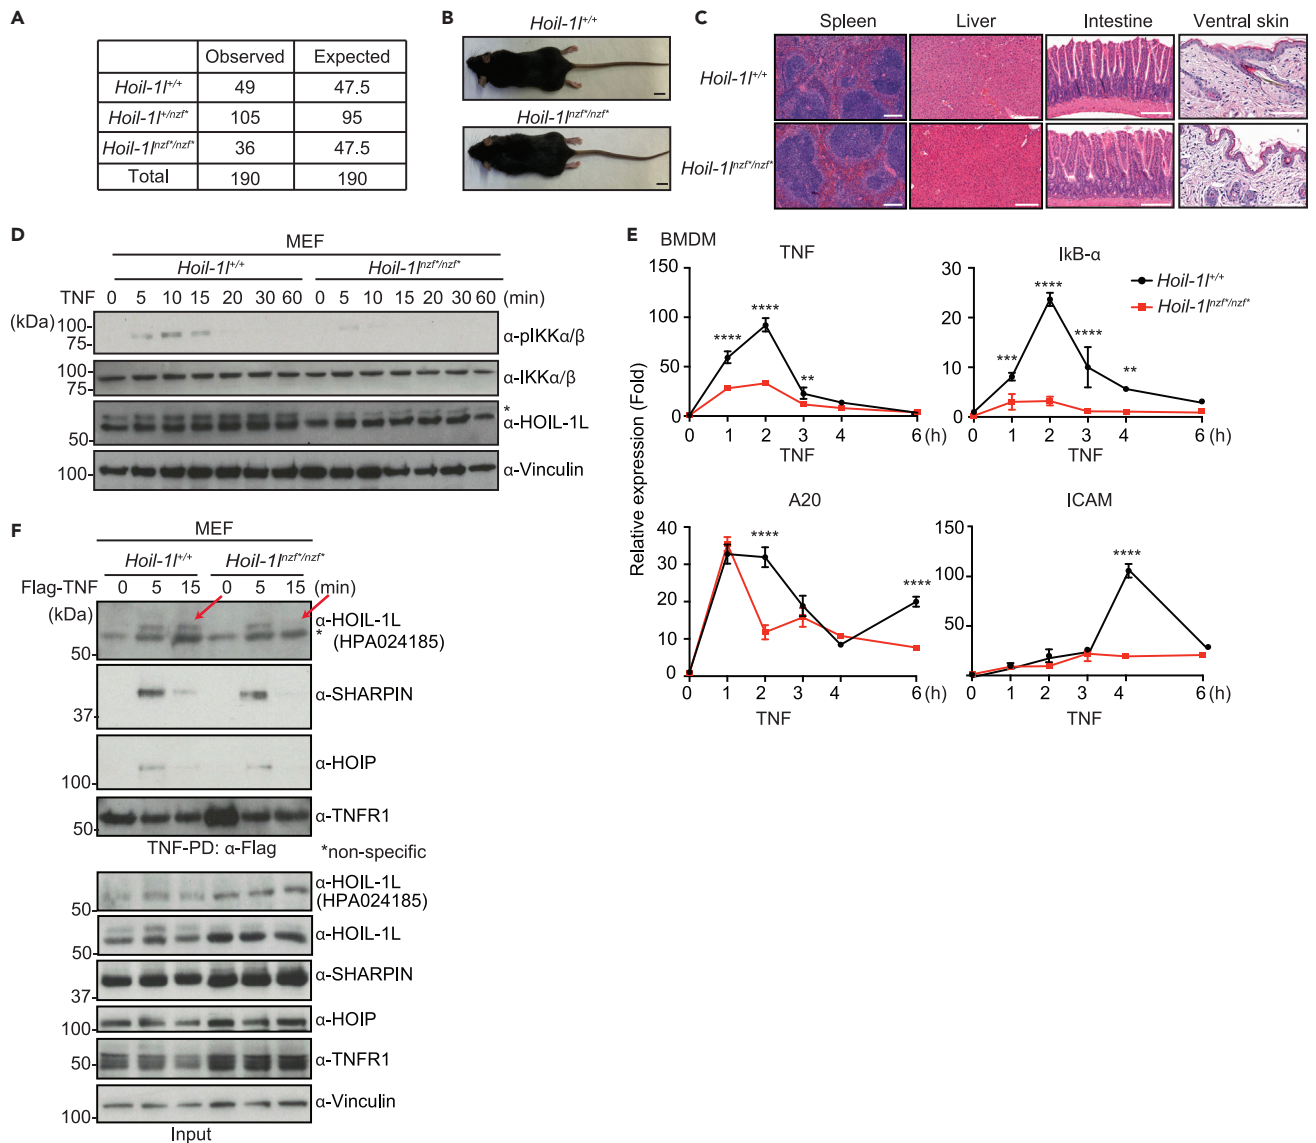 A
Observed Expected
Hoil-1l+/+ 49 47.5
Hoil-1l+/nzf* 105 95
Hoil-1lnzf*/nzf* 36 47.5
Total 190 190
B
Hoil-1l+/+
Hoil-1lnzf*/nzf*
C
Spleen Liver Intestine Ventral skin
Hoil-1l+/+
Hoil-1lnzf*/nzf*
D
MEF
Hoil-1l+/+ Hoil-1lnzf*/nzf*
TNF 0 5 10 15 20 30 60 0 5 10 15 20 30 60 (min)
(kDa)
100-
75-
α-pIKKα/β
100-
75-
α-IKKα/β
*
α-HOIL-1L
50-
100-
α-Vinculin
E
BMDM
Relative expression (Fold)
TNF
150
100
50
0
**** **** **
0 1 2 3 4 6 (h)
TNF
IkB-α
30
20
10
0
*** **** **** **
0 1 2 3 4 6 (h)
TNF
Hoil-1l+/+
Hoil-1lnzf*/nzf*
A20
40
30
20
10
0
**** ****
0 1 2 3 4 6 (h)
TNF
ICAM
150
100
50
0
****
0 1 2 3 4 6 (h)
TNF
F
MEF
Hoil-1l+/+ Hoil-1lnzf*/nzf*
Flag-TNF 0 5 15 0 5 15 (min)
(kDa)
α-HOIL-1L
* (HPA024185)
50-
α-SHARPIN
37-
α-HOIP
100-
α-TNFR1
50-
TNF-PD: α-Flag *non-specific
α-HOIL-1L
(HPA024185)
50-
α-HOIL-1L
50-
α-SHARPIN
37-
α-HOIP
100-
α-TNFR1
50-
α-Vinculin
100-
Input